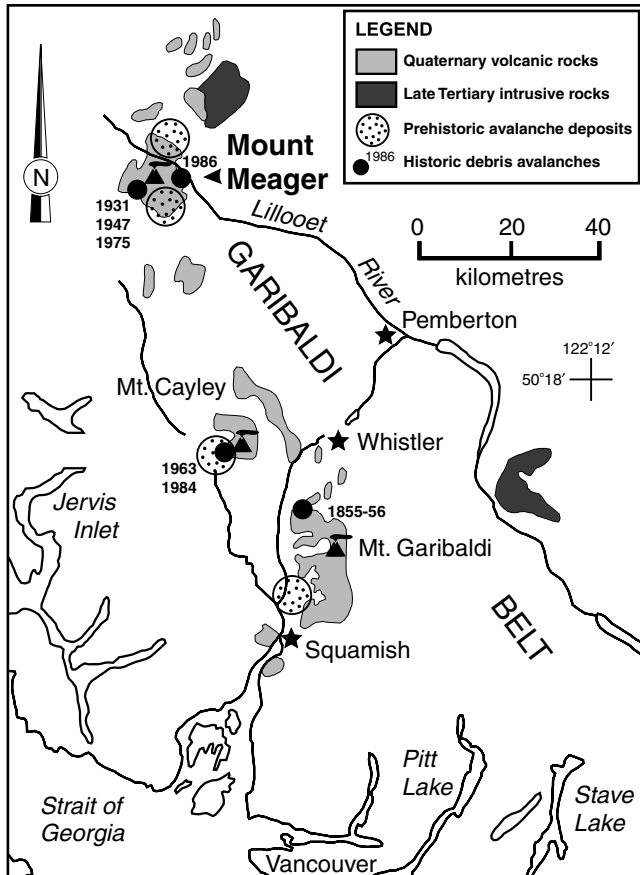 LEGEND
Quaternary volcanic rocks
Late Tertiary intrusive rocks
Prehistoric avalanche deposits
1986
Historic debris avalanches
N
1986
Mount
Meager
1931
1947
1975
Lillooet
River
0 20 40
kilometres
GARIBALDI
Pemberton
122°12′
50°18′
Mt. Cayley
Whistler
1963
1984
Jervis
Inlet
1855-56
Mt. Garibaldi
BELT
Squamish
Pitt
Lake
Strait of
Georgia
Stave
Lake
Vancouver